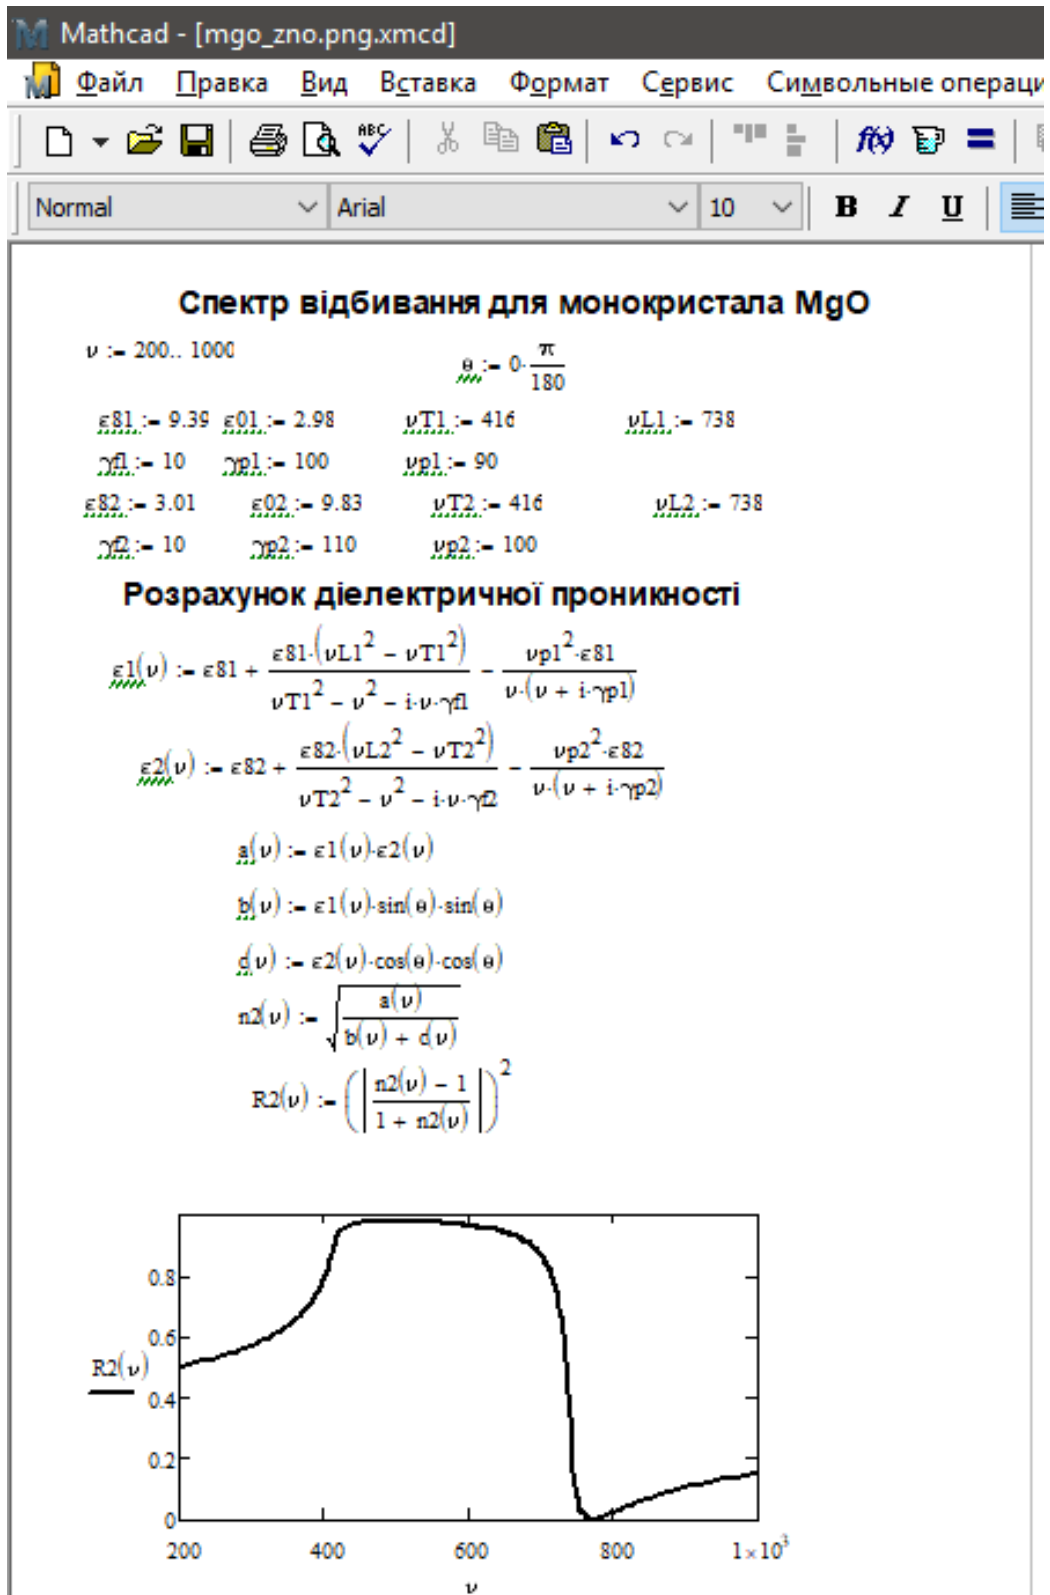 Mathcad - [mgo_zno.png.xmcd]
Файл Правка Вид Вставка Формат Сервис Символьные операци
Normal Arial 10 B I U
Спектр відбивання для монокристала MgO
ν := 200.. 1000 θ := 0·π/180
ε81 := 9.39 ε01 := 2.98 νT1 := 416 νL1 := 738
γf1 := 10 γp1 := 100 νp1 := 90
ε82 := 3.01 ε02 := 9.83 νT2 := 416 νL2 := 738
γf2 := 10 γp2 := 110 νp2 := 100
Розрахунок діелектричної проникності
ε1(ν) := ε81 + ε81·(νL1² − νT1²)/(νT1² − ν² − i·ν·γf1) − νp1²·ε81/(ν·(ν + i·γp1))
ε2(ν) := ε82 + ε82·(νL2² − νT2²)/(νT2² − ν² − i·ν·γf2) − νp2²·ε82/(ν·(ν + i·γp2))
a(ν) := ε1(ν)·ε2(ν)
b(ν) := ε1(ν)·sin(θ)·sin(θ)
d(ν) := ε2(ν)·cos(θ)·cos(θ)
n2(ν) := √(a(ν)/(b(ν) + d(ν)))
R2(ν) := (|(n2(ν) − 1)/(1 + n2(ν))|)²
0.8
0.6
R2(ν)
0.4
0.2
0
200 400 600 800 1×10³
ν